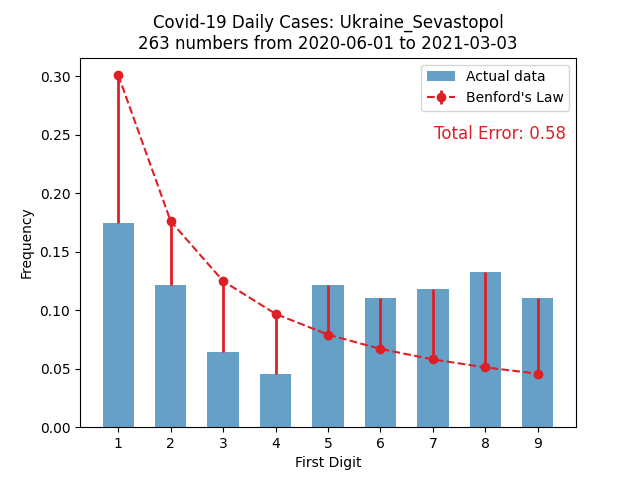 Covid-19 Daily Cases: Ukraine_Sevastopol
263 numbers from 2020-06-01 to 2021-03-03
Actual data
Benford's Law
Total Error: 0.58
Frequency
0.30
0.25
0.20
0.15
0.10
0.05
0.00
1 2 3 4 5 6 7 8 9
First Digit